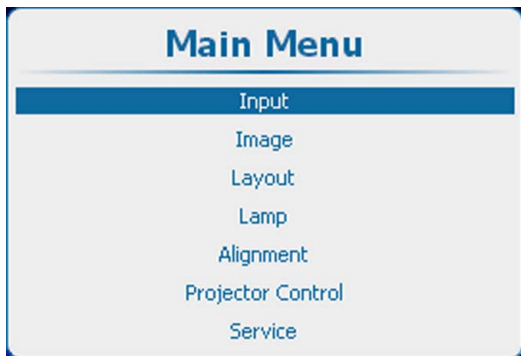 Main Menu
Input
Image
Layout
Lamp
Alignment
Projector Control
Service